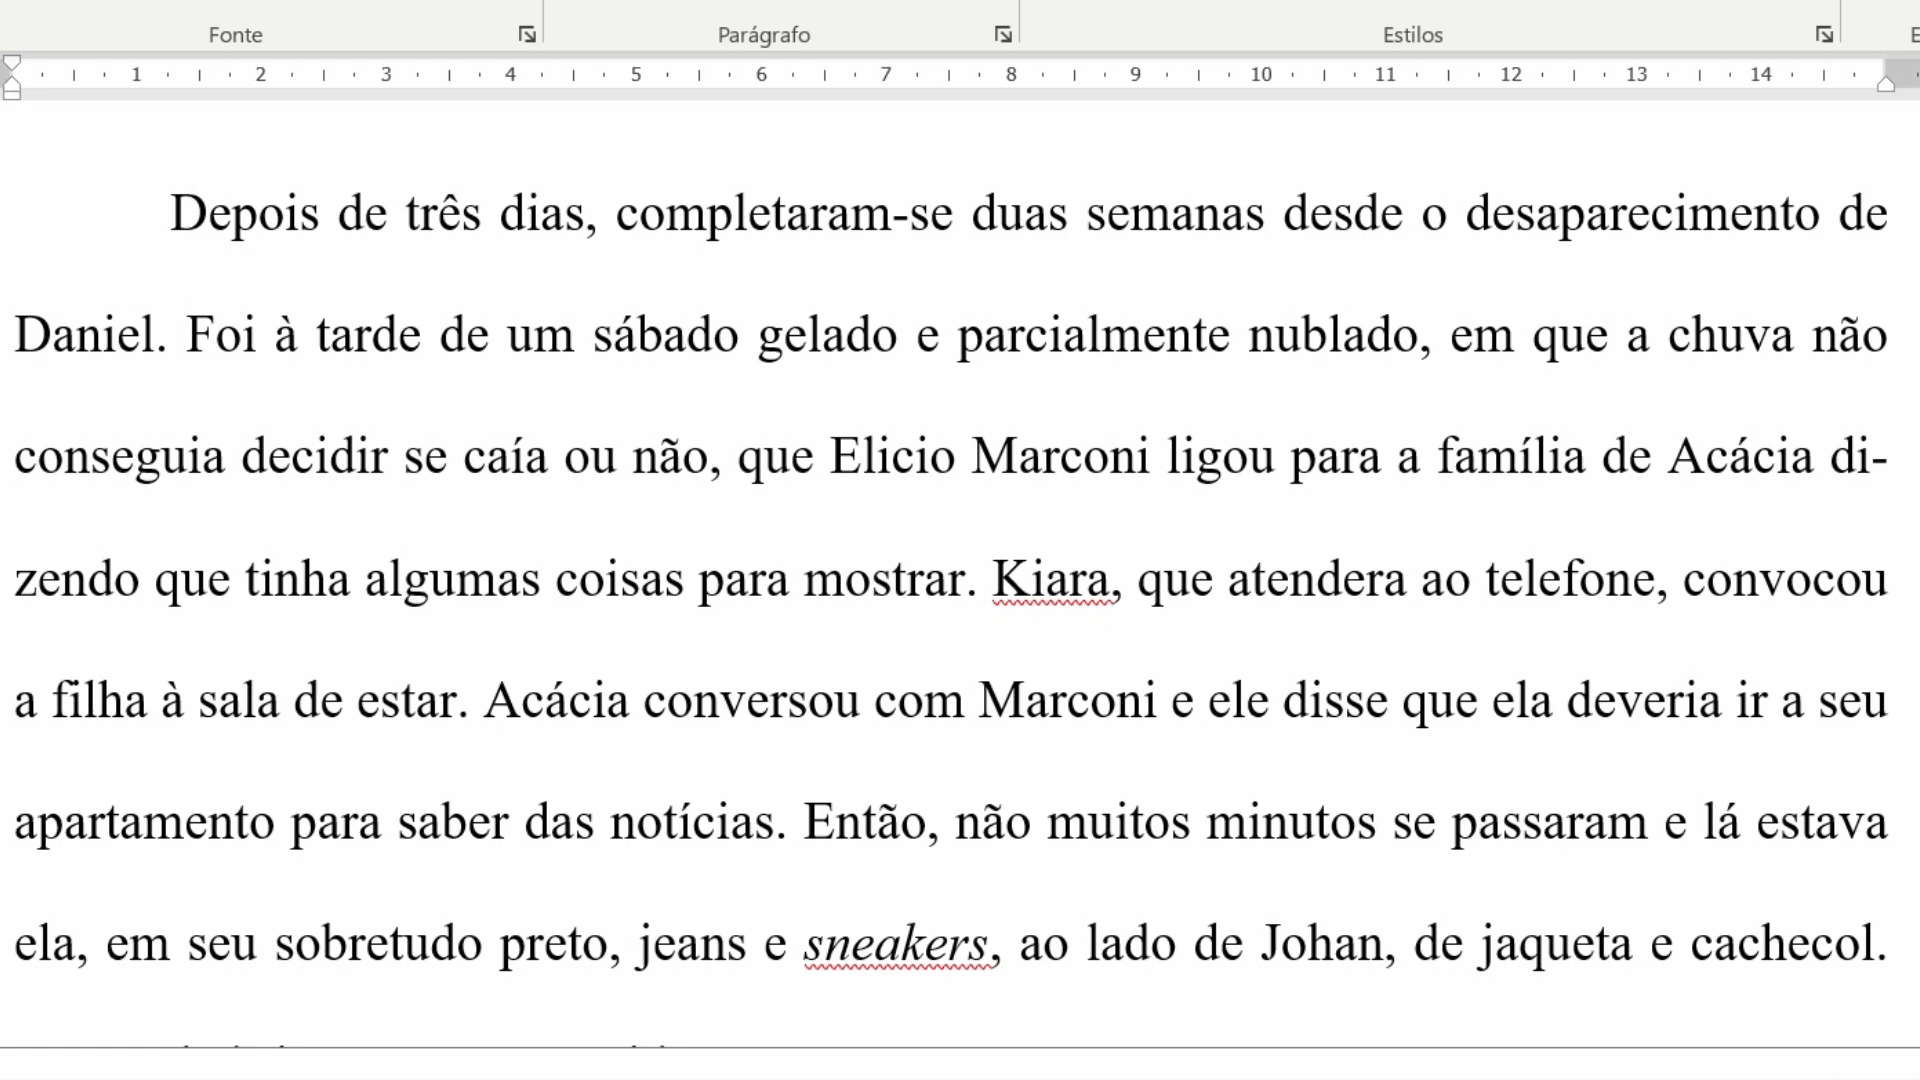 Fonte Parágrafo Estilos
1 2 3 4 5 6 7 8 9 10 11 12 13 14
Depois de três dias, completaram-se duas semanas desde o desaparecimento de
Daniel. Foi à tarde de um sábado gelado e parcialmente nublado, em que a chuva não
conseguia decidir se caía ou não, que Elicio Marconi ligou para a família de Acácia di-
zendo que tinha algumas coisas para mostrar. Kiara, que atendera ao telefone, convocou
a filha à sala de estar. Acácia conversou com Marconi e ele disse que ela deveria ir a seu
apartamento para saber das notícias. Então, não muitos minutos se passaram e lá estava
ela, em seu sobretudo preto, jeans e sneakers, ao lado de Johan, de jaqueta e cachecol.